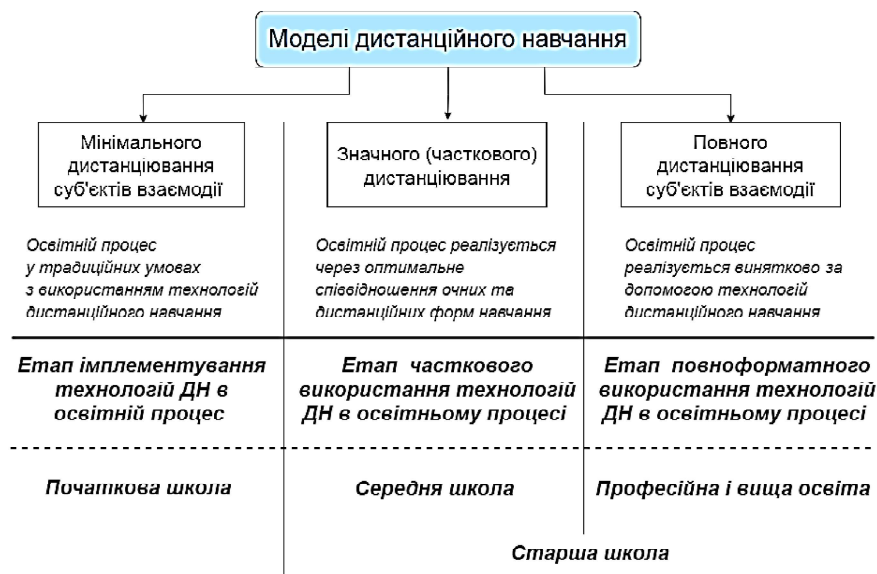 Моделі дистанційного навчання
Мінімального
дистанціювання
суб'єктів взаємодії
Значного (часткового)
дистанціювання
Повного
дистанціювання
суб'єктів взаємодії
Освітній процес
у традиційних умовах
з використанням технологій
дистанційного навчання
Освітній процес реалізується
через оптимальне
співвідношення очних та
дистанційних форм навчання
Освітній процес
реалізується винятково за
допомогою технологій
дистанційного навчання
Етап імплементування
технологій ДН в
освітній процес
Етап часткового
використання технологій
ДН в освітньому процесі
Етап повноформатного
використання технологій
ДН в освітньому процесі
Початкова школа
Середня школа
Професійна і вища освіта
Старша школа